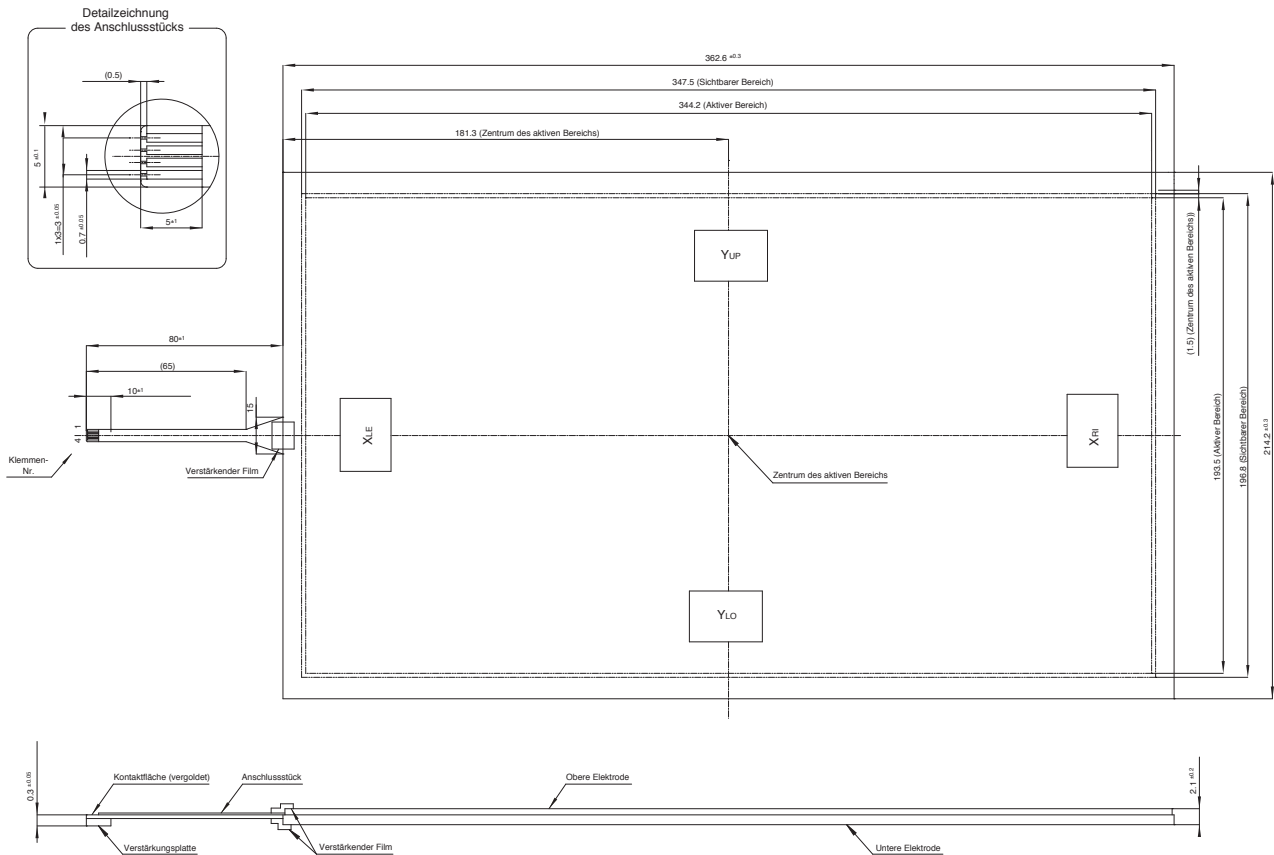 Detailzeichnung
des Anschlussstücks
(0.5)
5 ±0.1
1x3=3 ±0.05
0.7 ±0.05
5±1
362.6 ±0.3
347.5 (Sichtbarer Bereich)
344.2 (Aktiver Bereich)
181.3 (Zentrum des aktiven Bereichs)
(1.5) (Zentrum des aktiven Bereichs))
193.5 (Aktiver Bereich)
196.8 (Sichtbarer Bereich)
214.2 ±0.3
YUP
80±1
(65)
10±1
15
1
4
XLE
XRI
Klemmen-
Nr.
Verstärkender Film
Zentrum des aktiven Bereichs
YLO
0.3 ±0.05
Kontaktfläche (vergoldet)
Anschlussstück
Obere Elektrode
2.1 ±0.2
Verstärkungsplatte
Verstärkender Film
Untere Elektrode